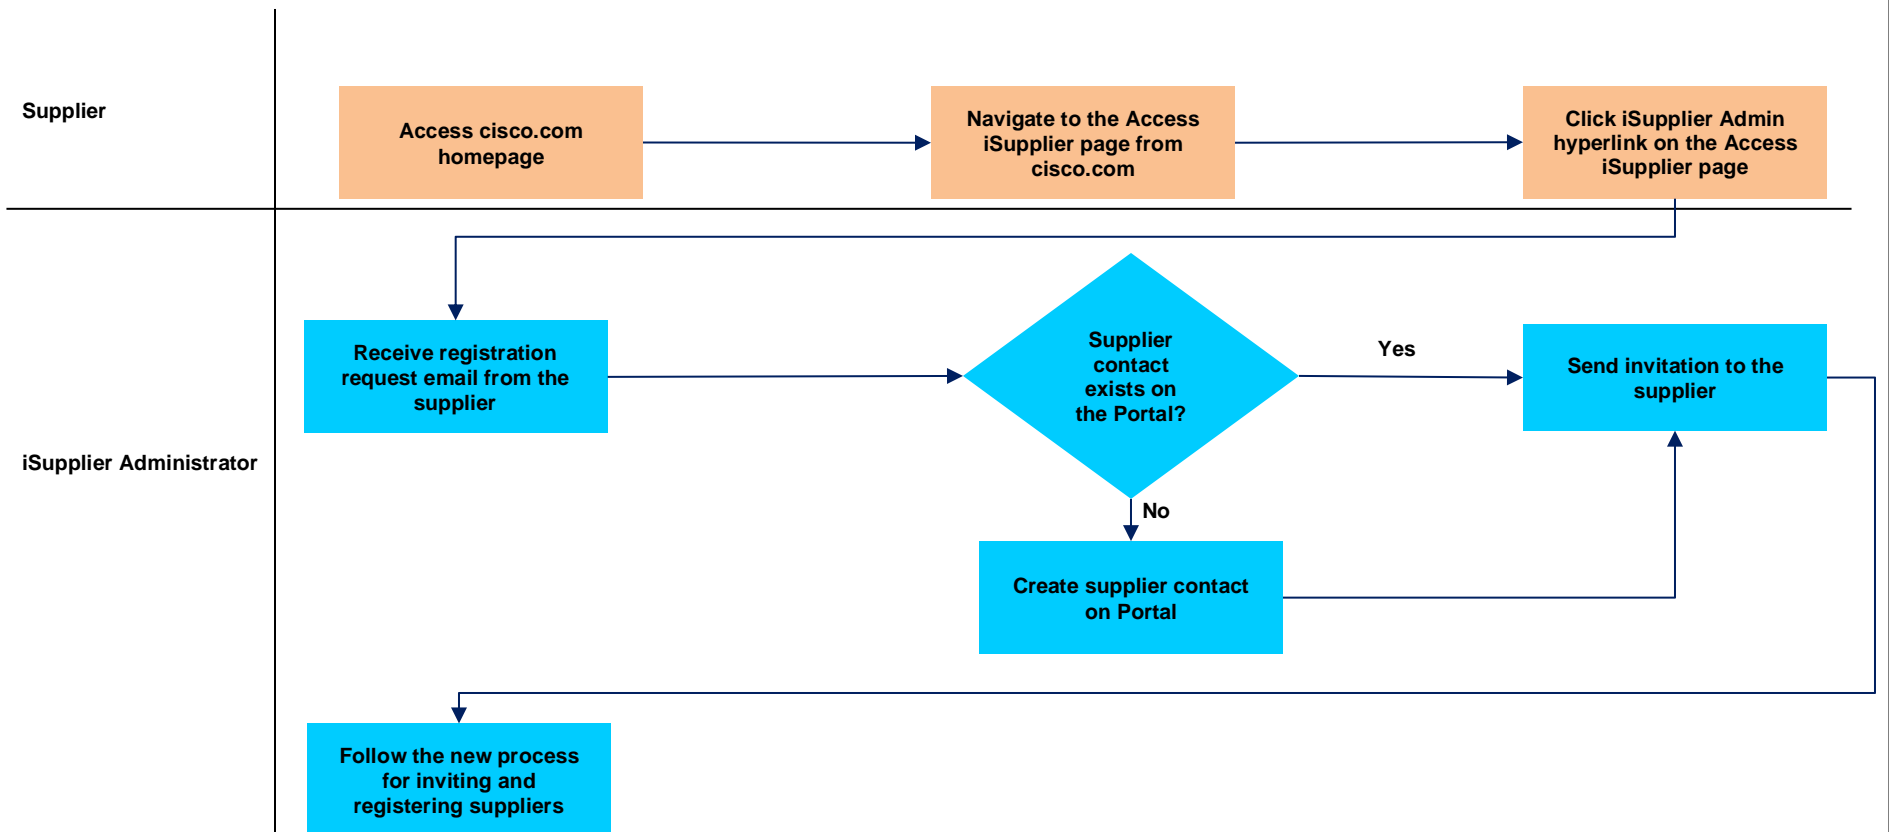 Supplier
Access cisco.com
homepage
Navigate to the Access
iSupplier page from
cisco.com
Click iSupplier Admin
hyperlink on the Access
iSupplier page
iSupplier Administrator
Receive registration
request email from the
supplier
Supplier
contact
exists on
the Portal?
Yes
Send invitation to the
supplier
No
Create supplier contact
on Portal
Follow the new process
for inviting and
registering suppliers